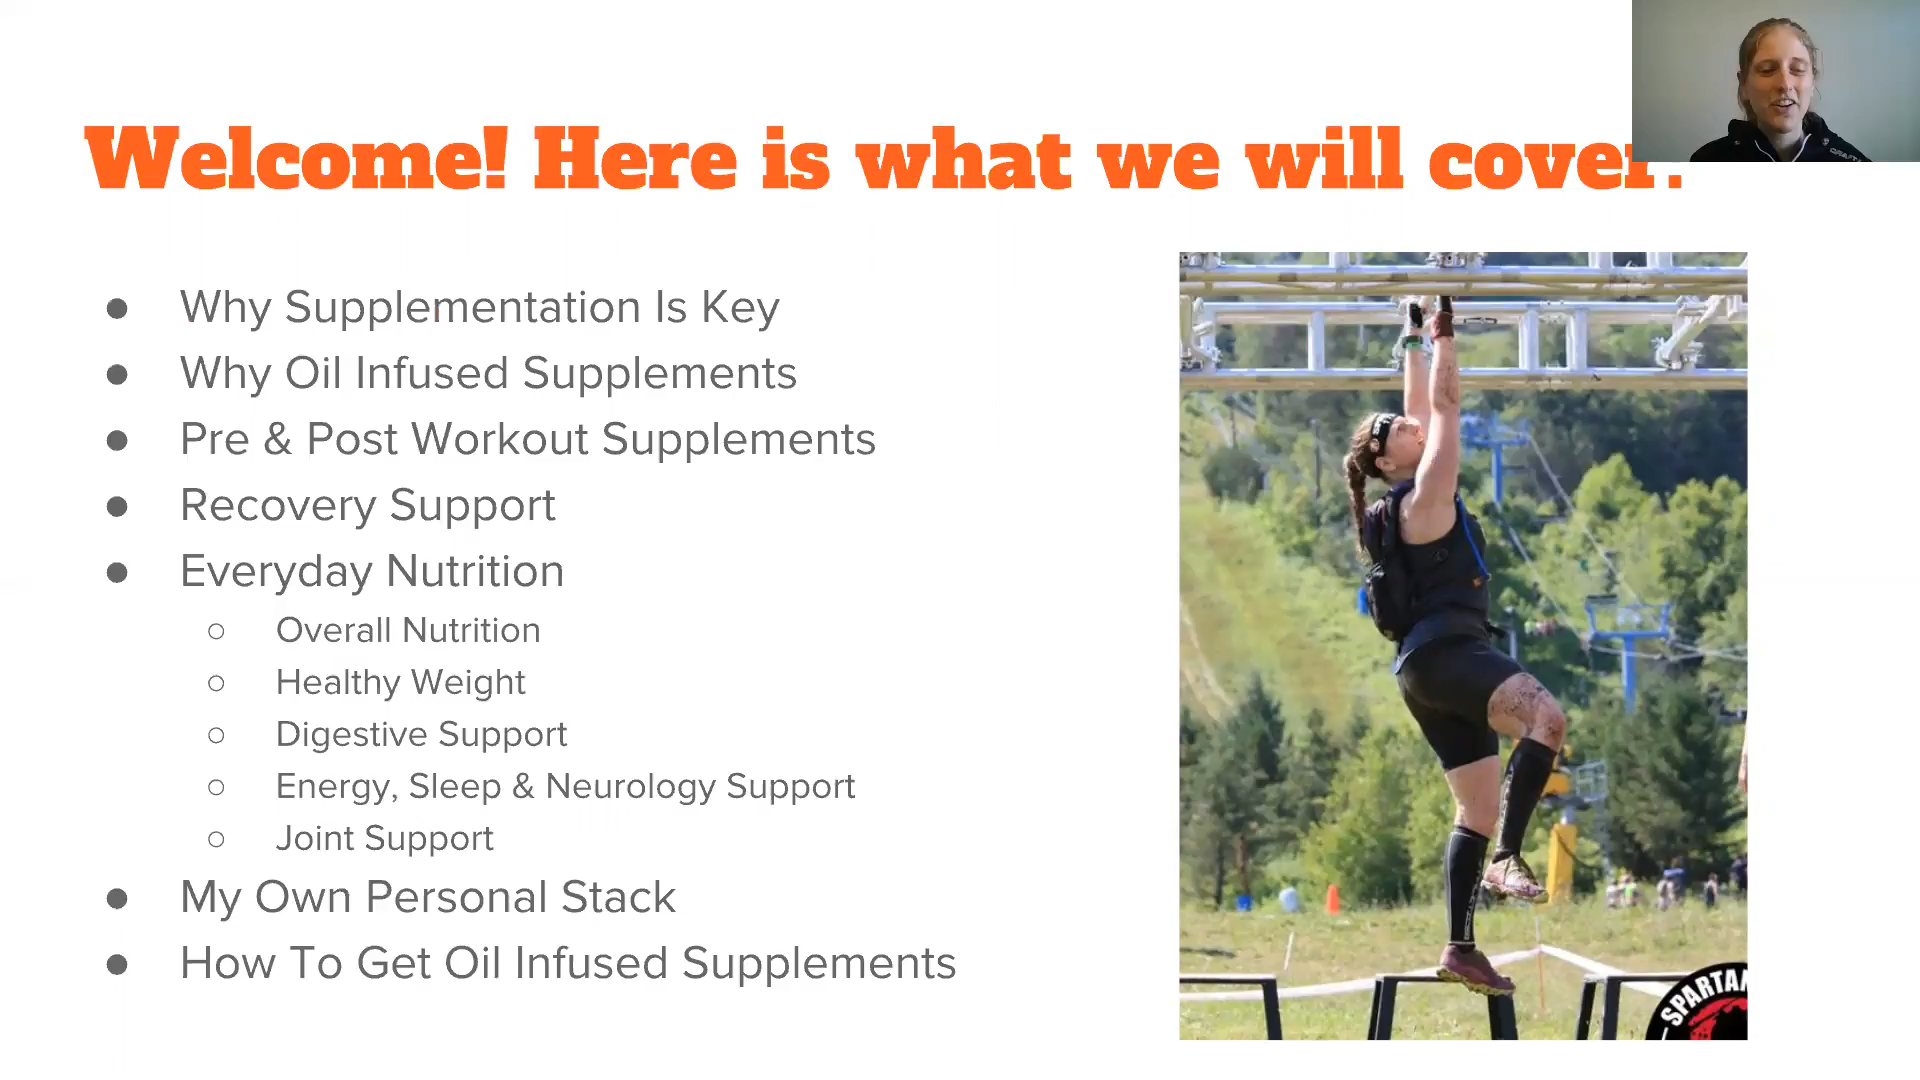 Welcome! Here is what we will cover:
Why Supplementation Is Key
Why Oil Infused Supplements
Pre & Post Workout Supplements
Recovery Support
Everyday Nutrition
Overall Nutrition
Healthy Weight
Digestive Support
Energy, Sleep & Neurology Support
Joint Support
My Own Personal Stack
How To Get Oil Infused Supplements
SPARTAN